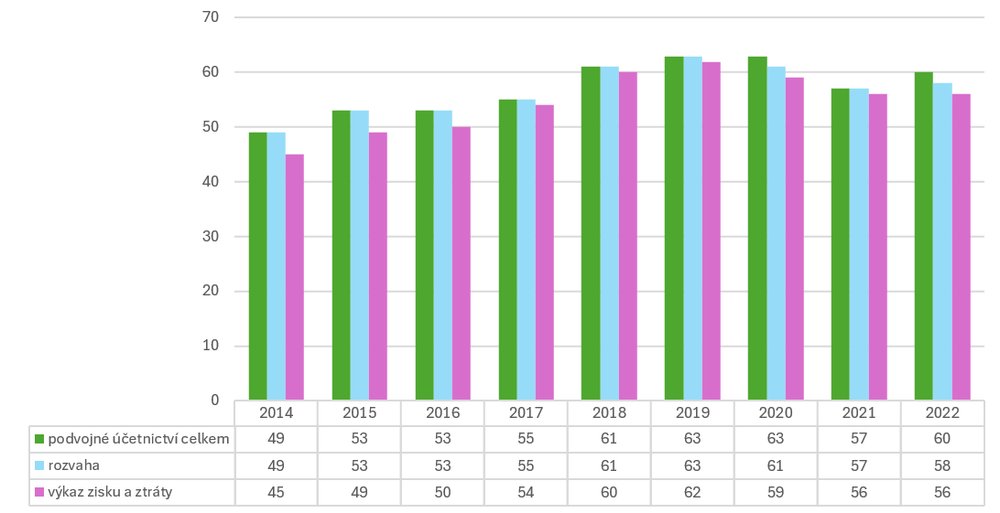 70
60
50
40
30
20
10
0
2014 2015 2016 2017 2018 2019 2020 2021 2022
podvojné účetnictví celkem 49 53 53 55 61 63 63 57 60
rozvaha 49 53 53 55 61 63 61 57 58
výkaz zisku a ztráty 45 49 50 54 60 62 59 56 56